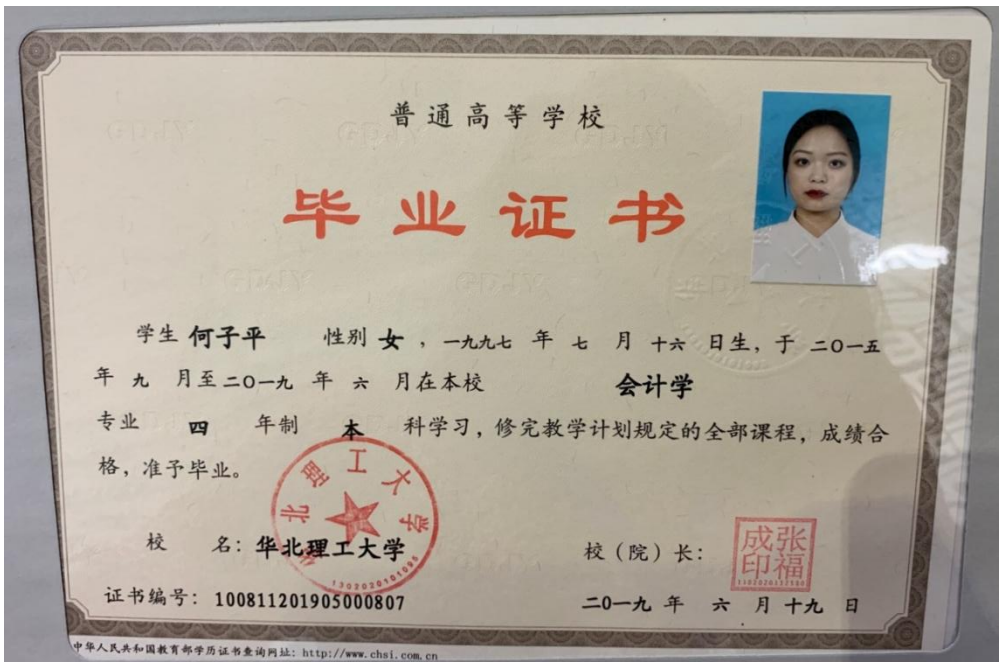 普通高等学校
毕业证书
学生 何子平 性别 女 ，一九九七 年 七 月 十六 日生，于 二〇一五
年 九 月至二〇一九 年 六 月在本校 会计学
专业 四 年制 本 科学习，修完教学计划规定的全部课程，成绩合
格，准予毕业。
华北理工大学
1302020101096
校 名：华北理工大学
校（院）长：
张福成印
证书编号： 100811201905000807
二〇一九 年 六 月 十九 日
中华人民共和国教育部学历证书查询网址：http://www.chsi.com.cn